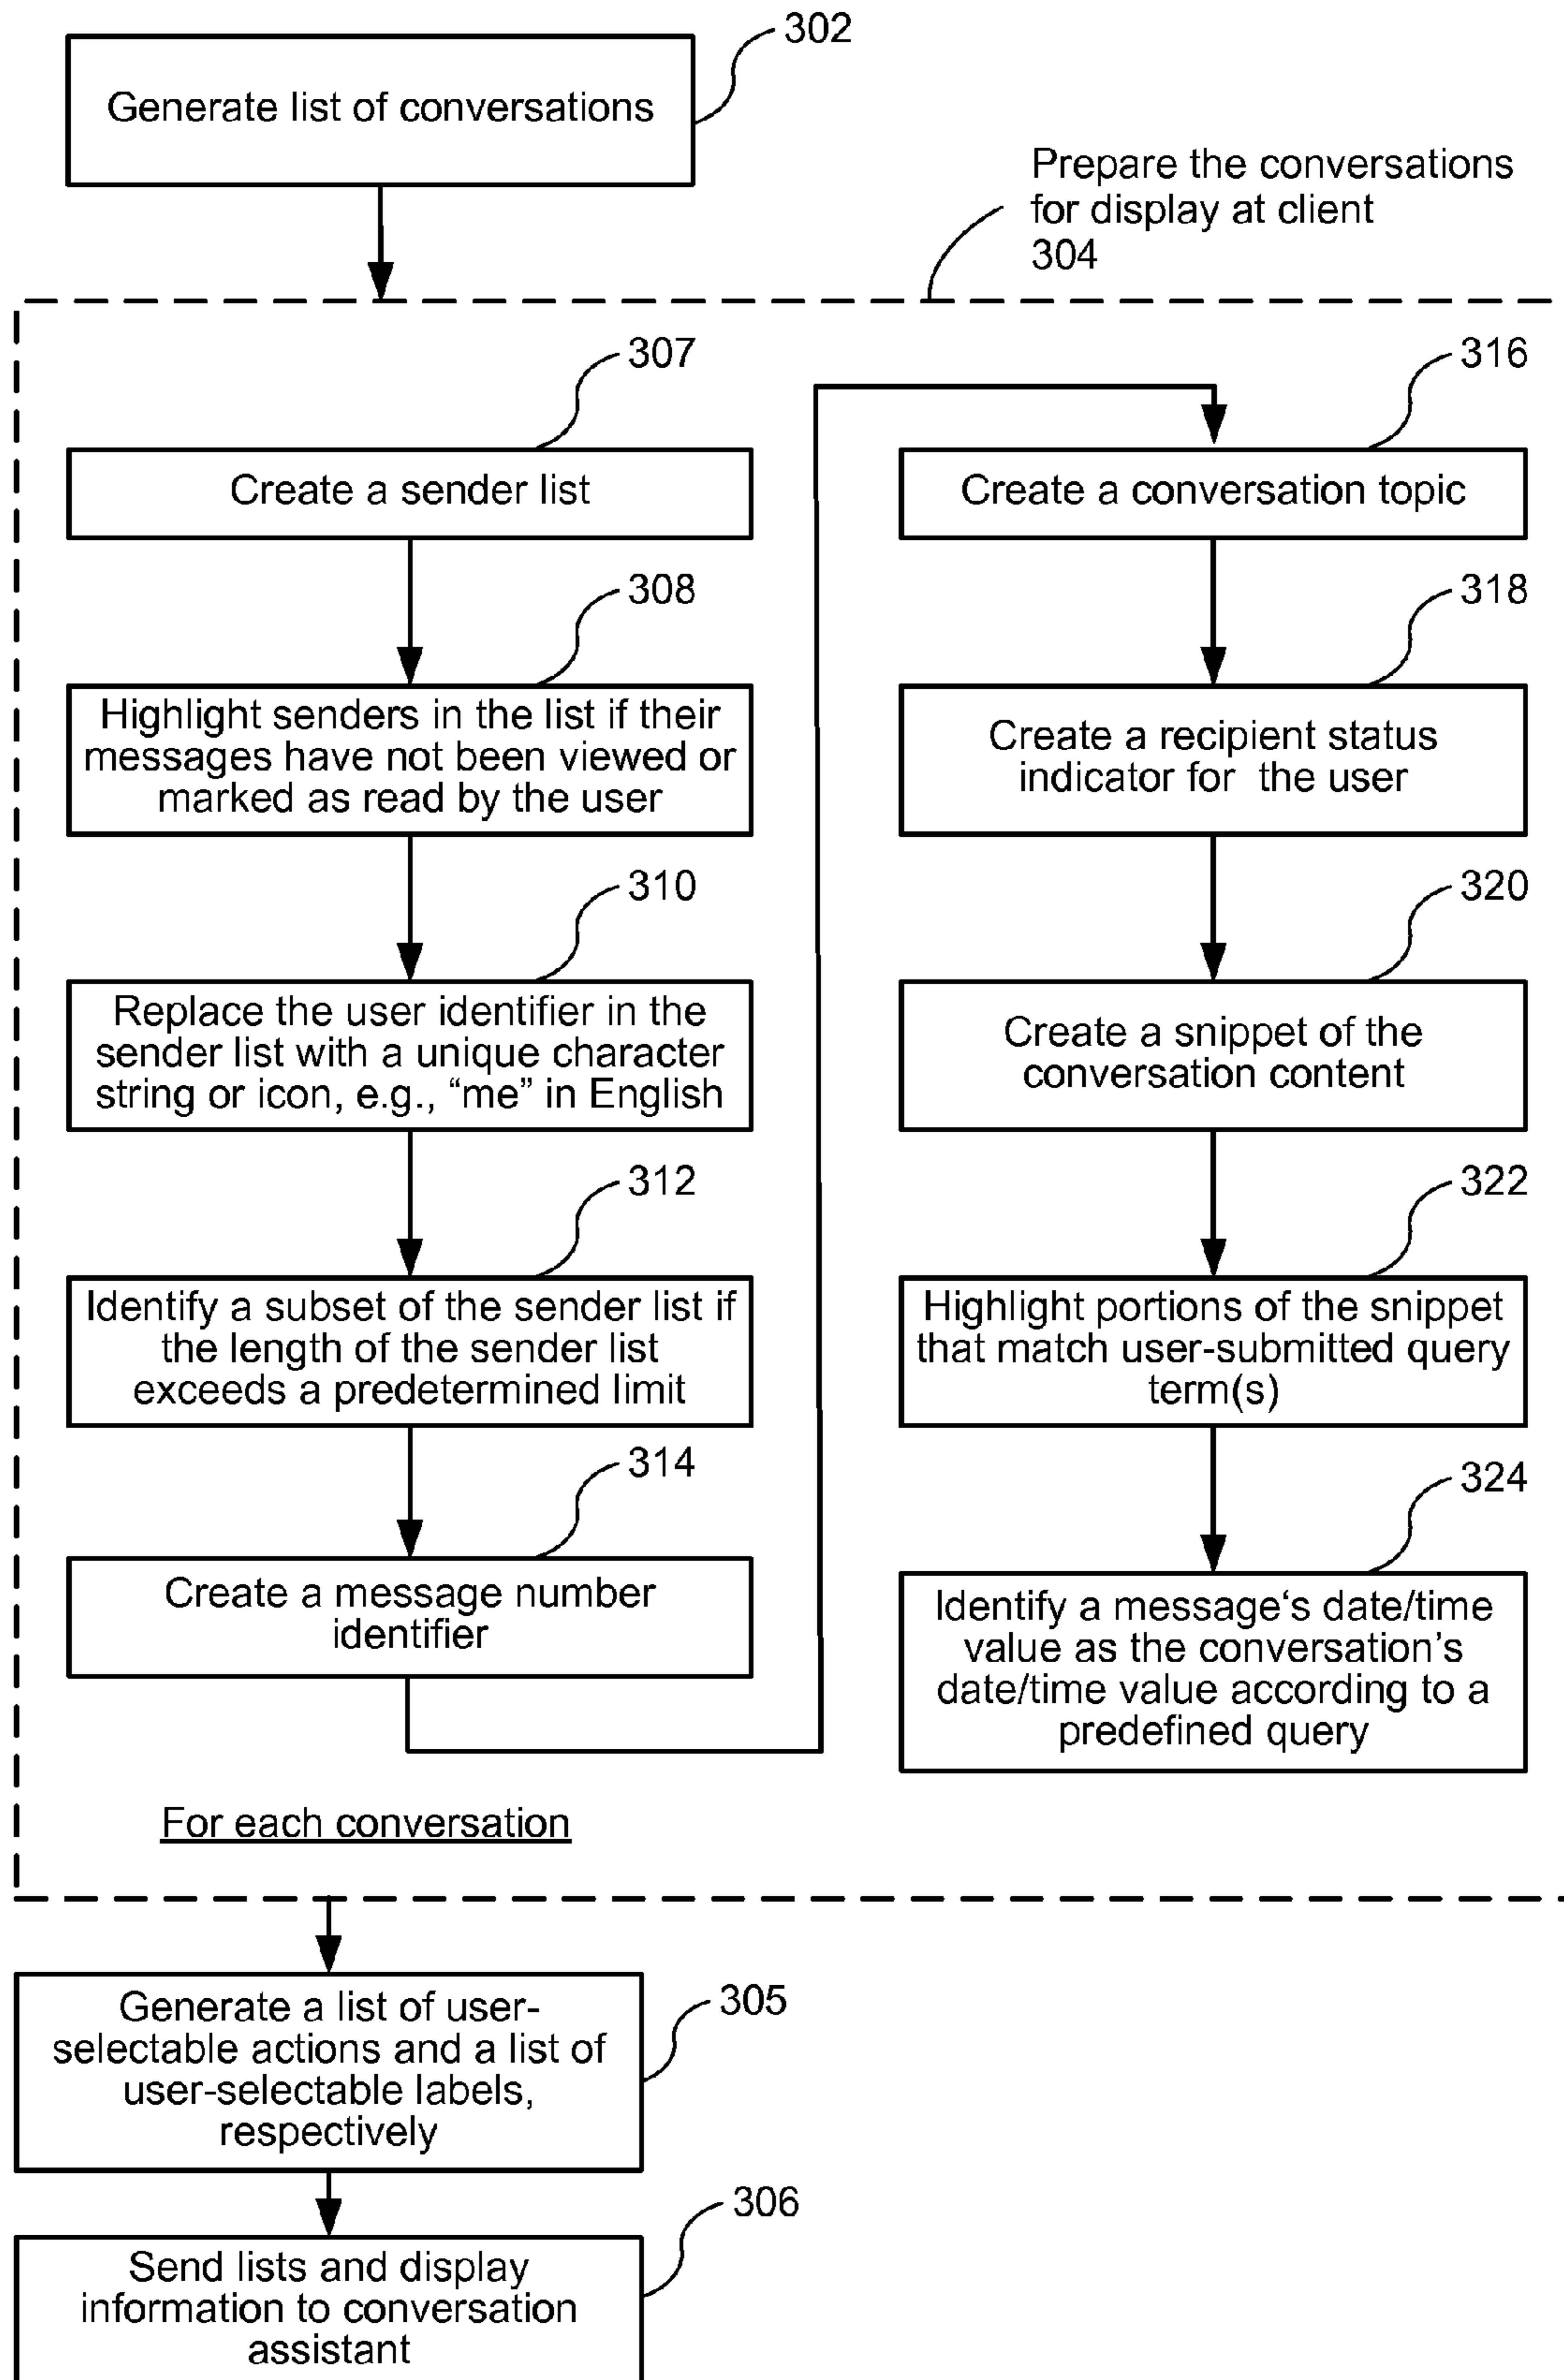 302
Generate list of conversations
Prepare the conversations
for display at client
304
307
Create a sender list
308
Highlight senders in the list if their
messages have not been viewed or
marked as read by the user
310
Replace the user identifier in the
sender list with a unique character
string or icon, e.g., “me” in English
312
Identify a subset of the sender list if
the length of the sender list
exceeds a predetermined limit
314
Create a message number
identifier
316
Create a conversation topic
318
Create a recipient status
indicator for the user
320
Create a snippet of the
conversation content
322
Highlight portions of the snippet
that match user-submitted query
term(s)
324
Identify a message‘s date/time
value as the conversation’s
date/time value according to a
predefined query
For each conversation
305
Generate a list of user-
selectable actions and a list of
user-selectable labels,
respectively
306
Send lists and display
information to conversation
assistant